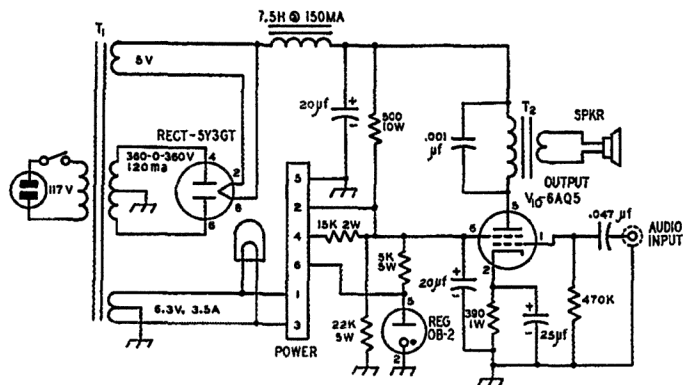 T1
7.5H @ 150MA
5V
20µf
+
-
500
10W
.001
µf
T2
SPKR
OUTPUT
V10-6AQ5
RECT-5Y3GT
360-0-360V
120ma
4
2
8
6
117V
5
2
4
6
1
3
POWER
15K 2W
5K
5W
22K
5W
5
REG
OB-2
2
6
5
1
2
20µf
+
-
390
1W
+
-
25µf
470K
.047 µf
AUDIO
INPUT
6.3V, 3.5A